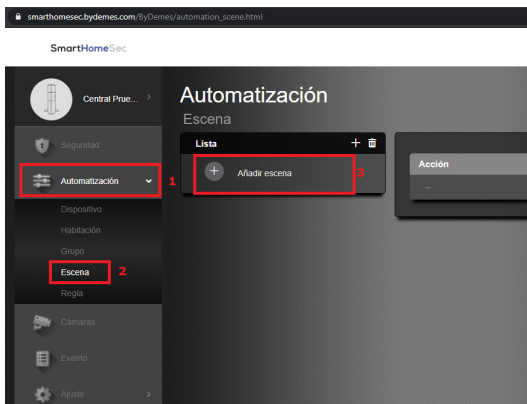 smarthomesec.bydemes.com/ByDemes/automation_scene.html
SmartHomeSec
Central Prue...
Seguridad
Automatización 1
Dispositivo
Habitación
Grupo
Escena 2
Regla
Cámaras
Evento
Ajuste
Automatización
Escena
Lista
Añadir escena 3
Acción
--